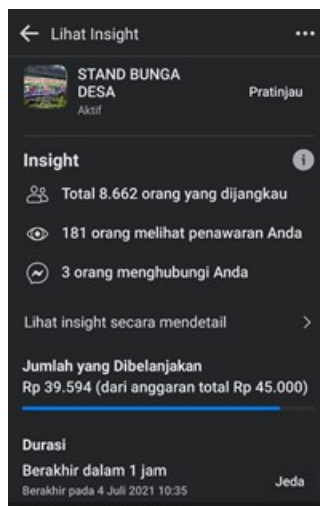 Lihat Insight
STAND BUNGA
DESA
Pratinjau
Aktif
Insight
Total 8.662 orang yang dijangkau
181 orang melihat penawaran Anda
3 orang menghubungi Anda
Lihat insight secara mendetail
Jumlah yang Dibelanjakan
Rp 39.594 (dari anggaran total Rp 45.000)
Durasi
Berakhir dalam 1 jam
Berakhir pada 4 Juli 2021 10:35
Jeda